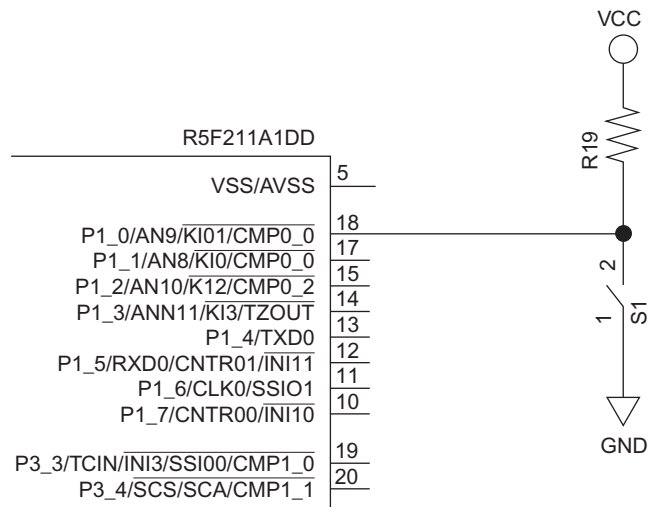 VCC
R19
R5F211A1DD
VSS/AVSS 5
P1_0/AN9/KI01/CMP0_0 18
P1_1/AN8/KI0/CMP0_0 17
P1_2/AN10/K12/CMP0_2 15
P1_3/ANN11/KI3/TZOUT 14
P1_4/TXD0 13
P1_5/RXD0/CNTR01/INI11 12
P1_6/CLK0/SSIO1 11
P1_7/CNTR00/INI10 10
2
1
S1
GND
P3_3/TCIN/INI3/SSI00/CMP1_0 19
P3_4/SCS/SCA/CMP1_1 20